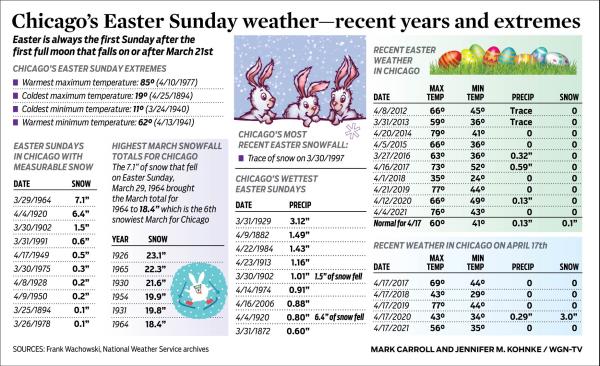 Chicago's Easter Sunday weather—recent years and extremes
Easter is always the first Sunday after the
first full moon that falls on or after March 21st
CHICAGO'S EASTER SUNDAY EXTREMES
Warmest maximum temperature: 85º (4/10/1977)
Coldest maximum temperature: 19º (4/25/1894)
Coldest minimum temperature: 11º (3/24/1940)
Warmest minimum temperature: 62º (4/13/1941)
EASTER SUNDAYS
IN CHICAGO WITH
MEASURABLE SNOW
DATE SNOW
3/29/1964 7.1"
4/4/1920 6.4"
3/30/1902 1.5"
3/31/1991 0.6"
4/17/1949 0.5"
3/30/1975 0.3"
4/8/1928 0.2"
4/9/1950 0.2"
3/25/1894 0.1"
3/26/1978 0.1"
HIGHEST MARCH SNOWFALL
TOTALS FOR CHICAGO
The 7.1" of snow that fell
on Easter Sunday,
March 29, 1964 brought
the March total for
1964 to 18.4" which is the 6th
snowiest March for Chicago
YEAR SNOW
1926 23.1"
1965 22.3"
1930 21.6"
1954 19.9"
1931 19.8"
1964 18.4"
CHICAGO'S MOST
RECENT EASTER SNOWFALL:
Trace of snow on 3/30/1997
CHICAGO'S WETTEST
EASTER SUNDAYS
DATE PRECIP
3/31/1929 3.12"
4/9/1882 1.49"
4/22/1984 1.43"
4/23/1913 1.16"
3/30/1902 1.01" 1.5" of snow fell
4/14/1974 0.91"
4/16/2006 0.88"
4/4/1920 0.80" 6.4" of snow fell
3/31/1872 0.60"
RECENT EASTER
WEATHER
IN CHICAGO
DATE MAX TEMP MIN TEMP PRECIP SNOW
4/8/2012 66º 45º Trace 0
3/31/2013 59º 36º Trace 0
4/20/2014 79º 41º 0 0
4/5/2015 66º 36º 0 0
3/27/2016 63º 36º 0.32" 0
4/16/2017 73º 52º 0.59" 0
4/1/2018 35º 24º 0 0
4/21/2019 77º 44º 0 0
4/12/2020 66º 49º 0.13" 0
4/4/2021 76º 43º 0 0
Normal for 4/17 60º 41º 0.13" 0.1"
RECENT WEATHER IN CHICAGO ON APRIL 17th
DATE MAX TEMP MIN TEMP PRECIP SNOW
4/17/2017 69º 44º 0 0
4/17/2018 43º 29º 0 0
4/17/2019 77º 44º 0 0
4/17/2020 43º 34º 0.29" 3.0"
4/17/2021 56º 35º 0 0
SOURCES: Frank Wachowski, National Weather Service archives
MARK CARROLL AND JENNIFER M. KOHNKE / WGN-TV